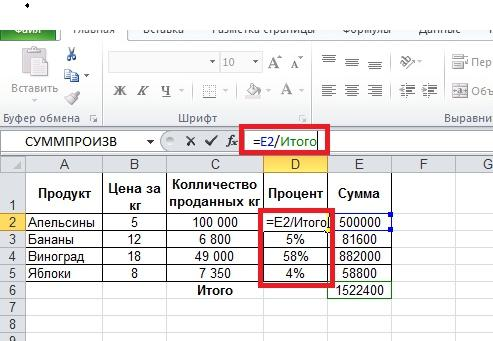 Главная Вставка Разметка страницы Формулы Данные
Вставить
Ж К Ч
10
Буфер обмена Шрифт Выравни
СУММПРОИЗВ fx =E2/Итого
A B C D E F G
1 Продукт Цена за кг Колличество проданных кг Процент Сумма
2 Апельсины 5 100 000 =E2/Итого 500000
3 Бананы 12 6 800 5% 81600
4 Виноград 18 49 000 58% 882000
5 Яблоки 8 7 350 4% 58800
6 Итого 1522400
7
8
9